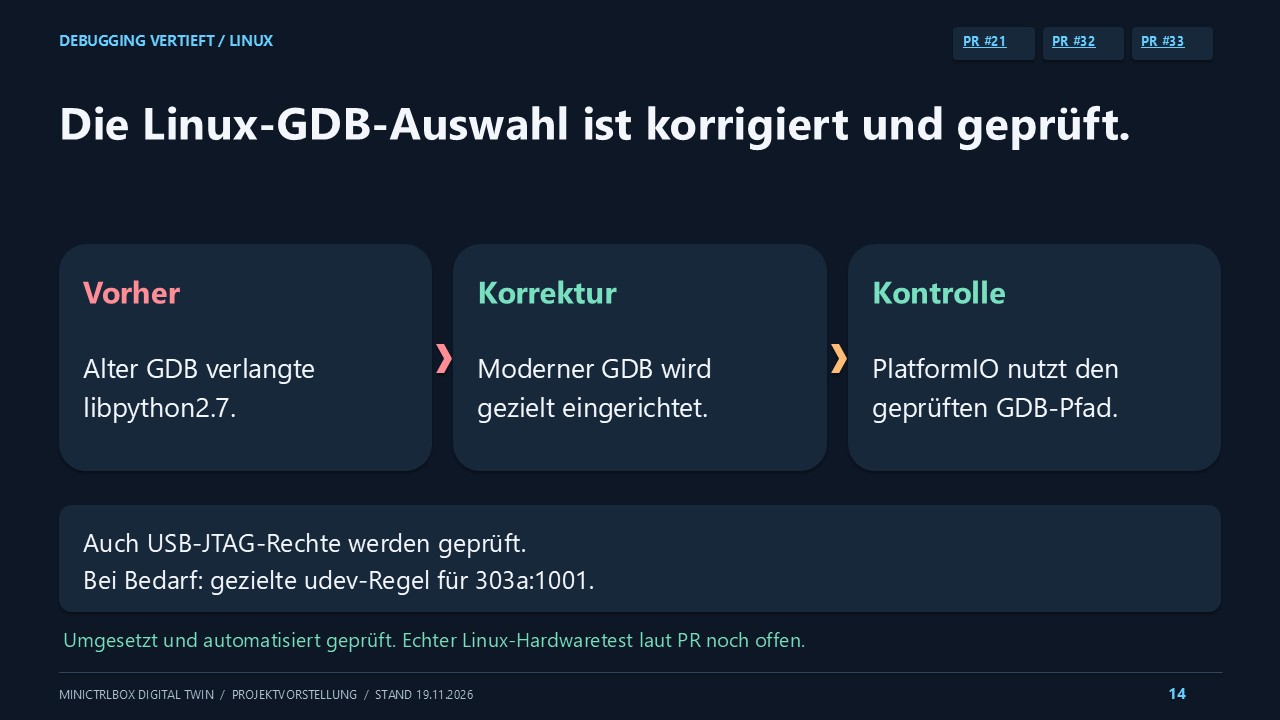 DEBUGGING VERTIEFT / LINUX
PR #21
PR #32
PR #33
Die Linux-GDB-Auswahl ist korrigiert und geprüft.
Vorher
Alter GDB verlangte
libpython2.7.
Korrektur
Moderner GDB wird
gezielt eingerichtet.
Kontrolle
PlatformIO nutzt den
geprüften GDB-Pfad.
Auch USB-JTAG-Rechte werden geprüft.
Bei Bedarf: gezielte udev-Regel für 303a:1001.
Umgesetzt und automatisiert geprüft. Echter Linux-Hardwaretest laut PR noch offen.
MINICTRLBOX DIGITAL TWIN / PROJEKTVORSTELLUNG / STAND 19.11.2026
14